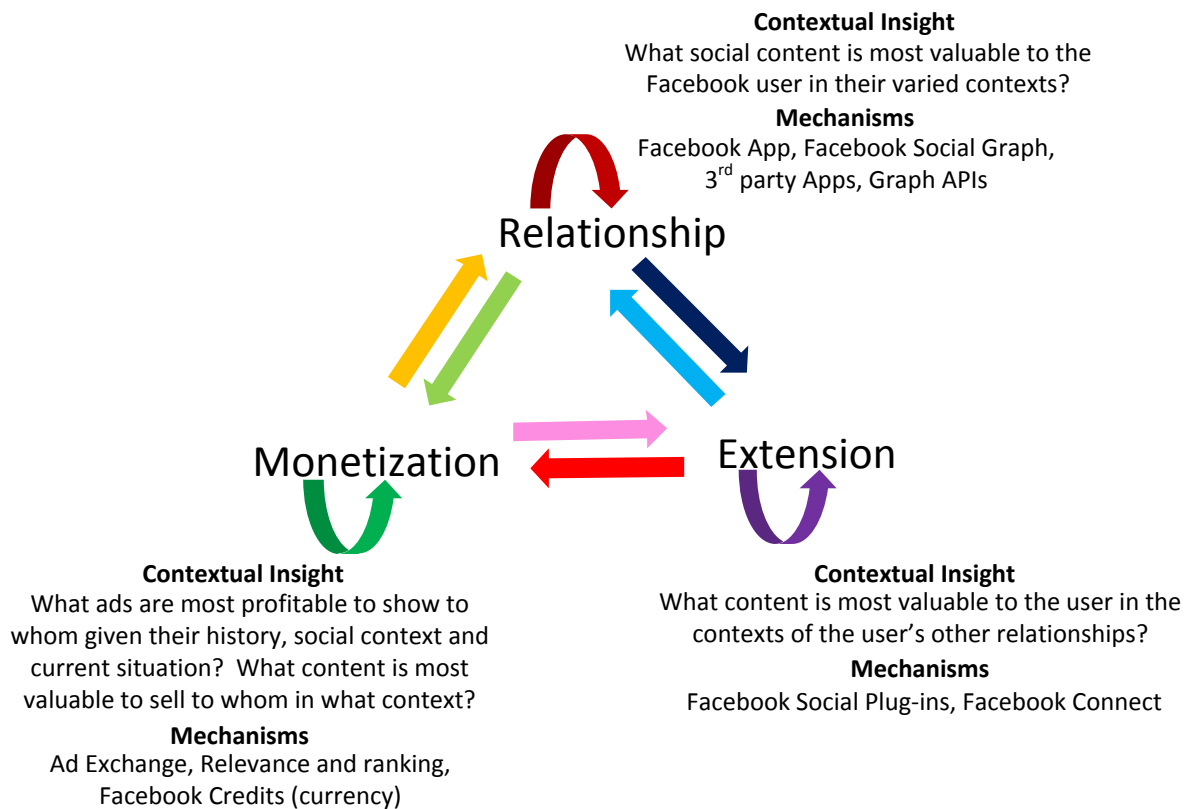 Contextual Insight
What social content is most valuable to the
Facebook user in their varied contexts?
Mechanisms
Facebook App, Facebook Social Graph,
3rd party Apps, Graph APIs
Relationship
Monetization
Extension
Contextual Insight
What ads are most profitable to show to
whom given their history, social context and
current situation?  What content is most
valuable to sell to whom in what context?
Mechanisms
Ad Exchange, Relevance and ranking,
Facebook Credits (currency)
Contextual Insight
What content is most valuable to the user in the
contexts of the user’s other relationships?
Mechanisms
Facebook Social Plug-ins, Facebook Connect